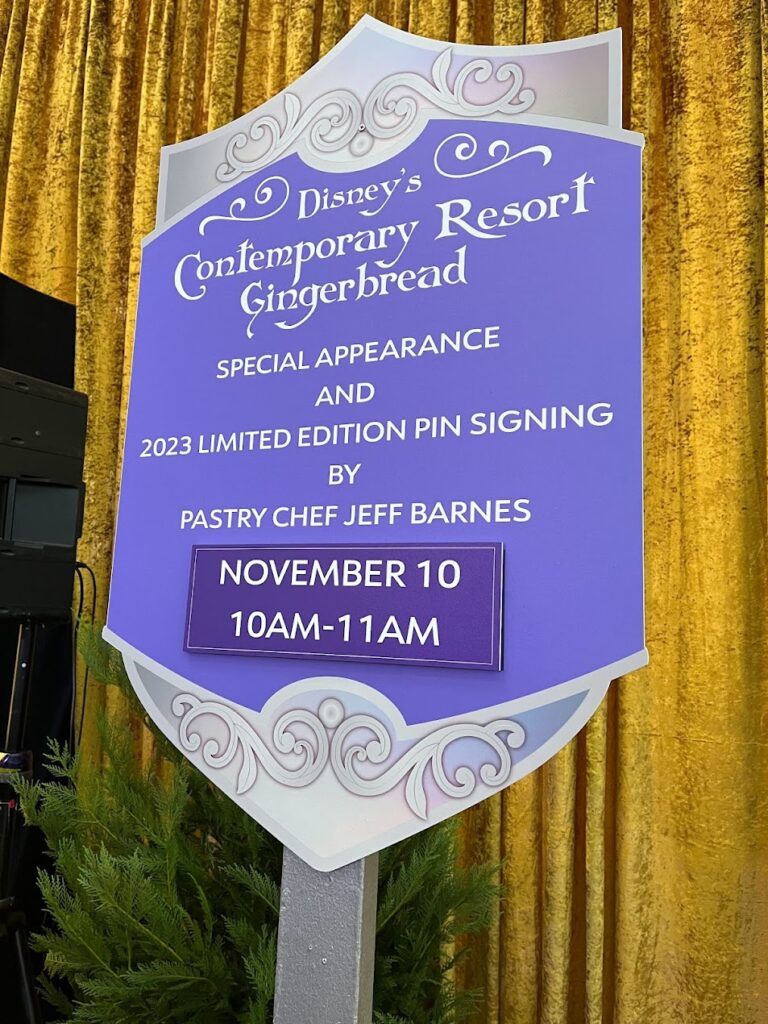 Disney's
Contemporary Resort
Gingerbread
SPECIAL APPEARANCE
AND
2023 LIMITED EDITION PIN SIGNING
BY
PASTRY CHEF JEFF BARNES
NOVEMBER 10
10AM-11AM